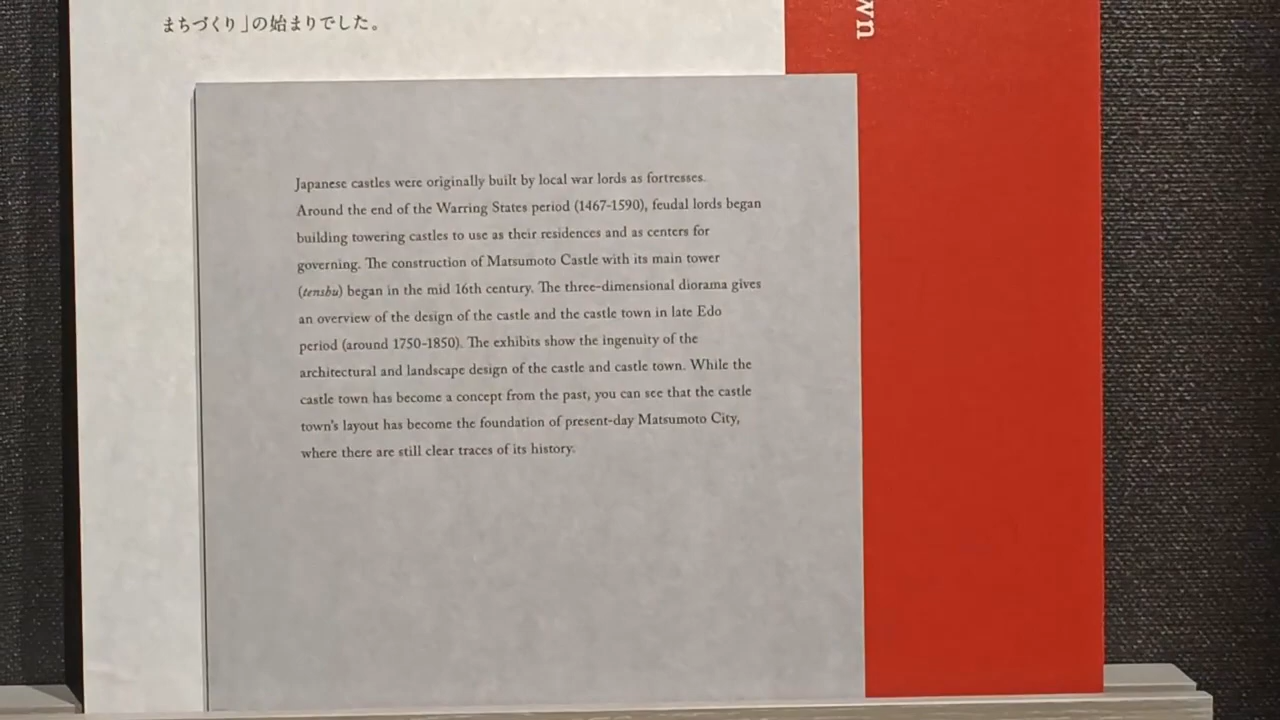 まちづくり」の始まりでした。
wn
Japanese castles were originally built by local war lords as fortresses.
Around the end of the Warring States period (1467-1590), feudal lords began
building towering castles to use as their residences and as centers for
governing. The construction of Matsumoto Castle with its main tower
(tenshu) began in the mid 16th century. The three-dimensional diorama gives
an overview of the design of the castle and the castle town in late Edo
period (around 1750-1850). The exhibits show the ingenuity of the
architectural and landscape design of the castle and castle town. While the
castle town has become a concept from the past, you can see that the castle
town's layout has become the foundation of present-day Matsumoto City,
where there are still clear traces of its history.